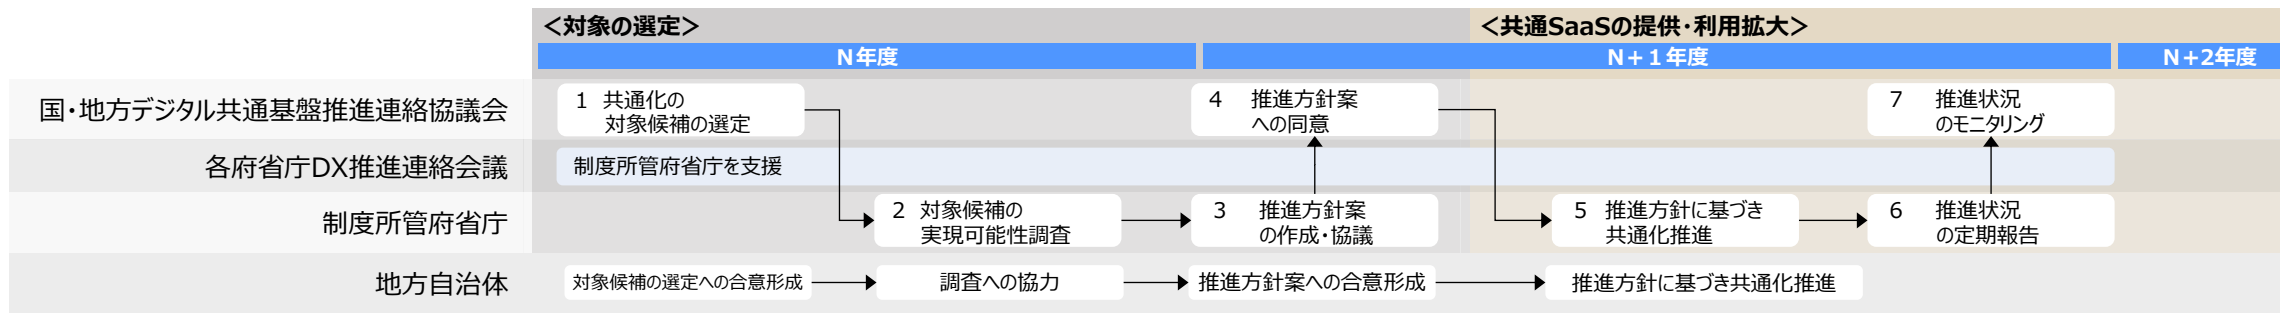 ＜対象の選定＞
＜共通SaaSの提供・利用拡大＞
N年度
N＋１年度
N+2年度
国・地方デジタル共通基盤推進連絡協議会
1 共通化の
対象候補の選定
4 推進方針案
への同意
7 推進状況
のモニタリング
各府省庁DX推進連絡会議
制度所管府省庁を支援
制度所管府省庁
2 対象候補の
実現可能性調査
3 推進方針案
の作成・協議
5 推進方針に基づき
共通化推進
6 推進状況
の定期報告
地方自治体
対象候補の選定への合意形成
調査への協力
推進方針案への合意形成
推進方針に基づき共通化推進